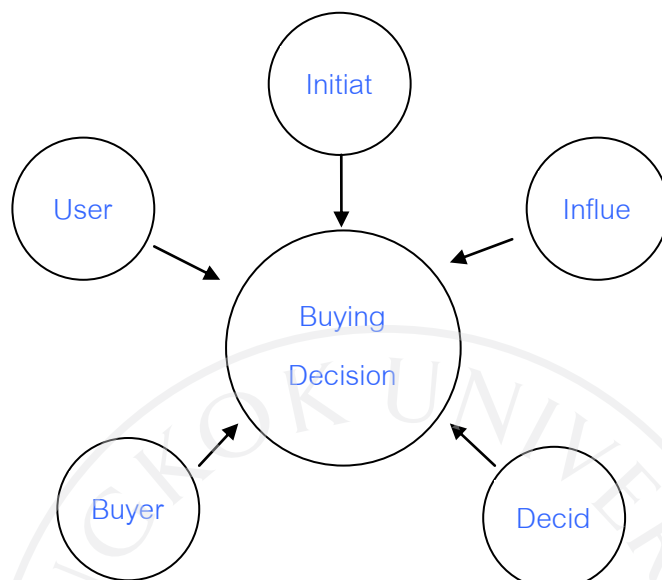 Initiat
User
Influe
Buying
Decision
Buyer
Decid